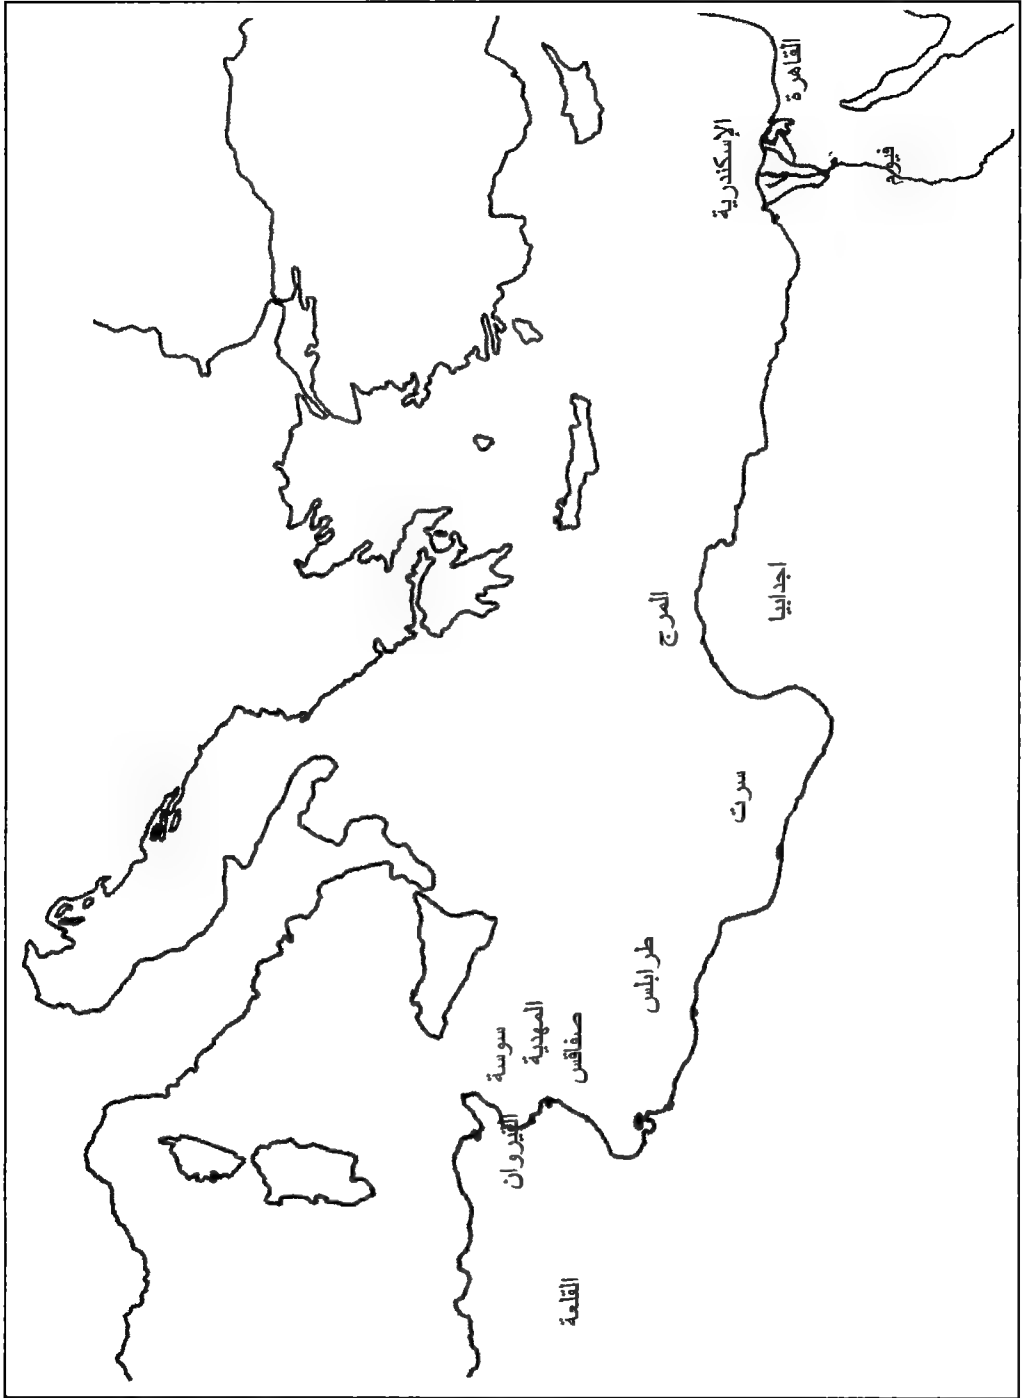 القاهرة
الإسكندرية
فيوم
المرج
اجدابيا
سرت
طرابلس
سوسة
المهدية
صفاقس
القيروان
القلعة